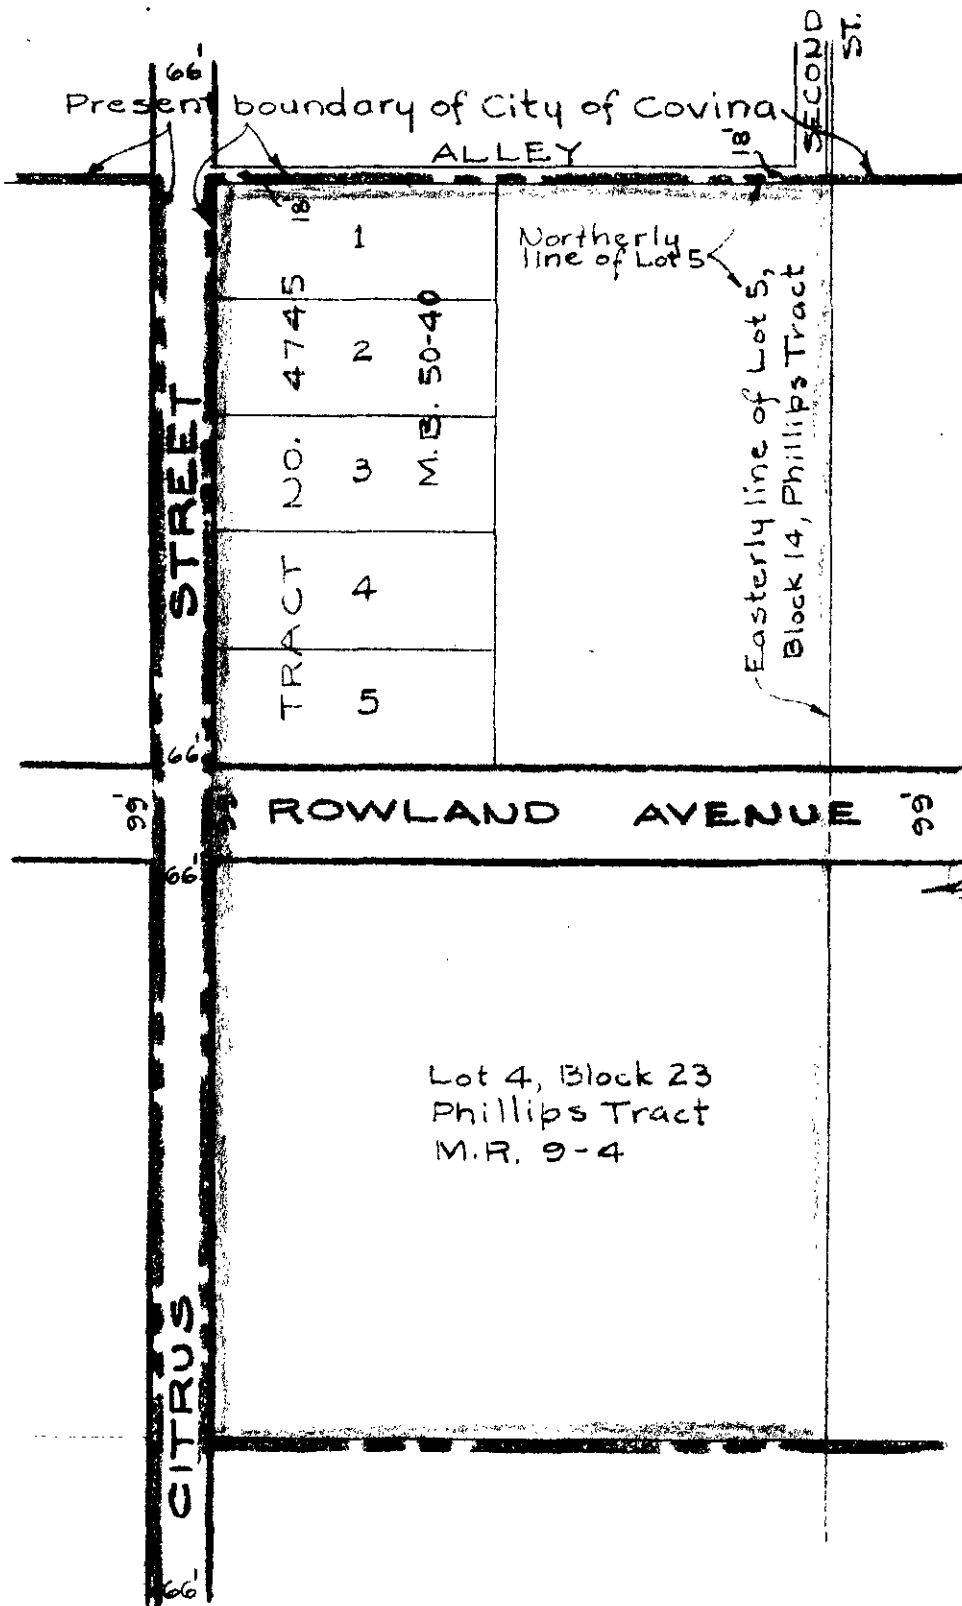 66'
SECOND
ST.
Present boundary of City of Covina
ALLEY
18'
18'
Northerly
line of Lot 5
Easterly line of Lot 5,
Block 14, Phillips Tract
1
2
3
4
5
TRACT NO. 4745
M.B. 50-40
CITRUS STREET
66'
99'
99'
ROWLAND AVENUE
99'
66'
Lot 4, Block 23
Phillips Tract
M.R. 9-4
66'